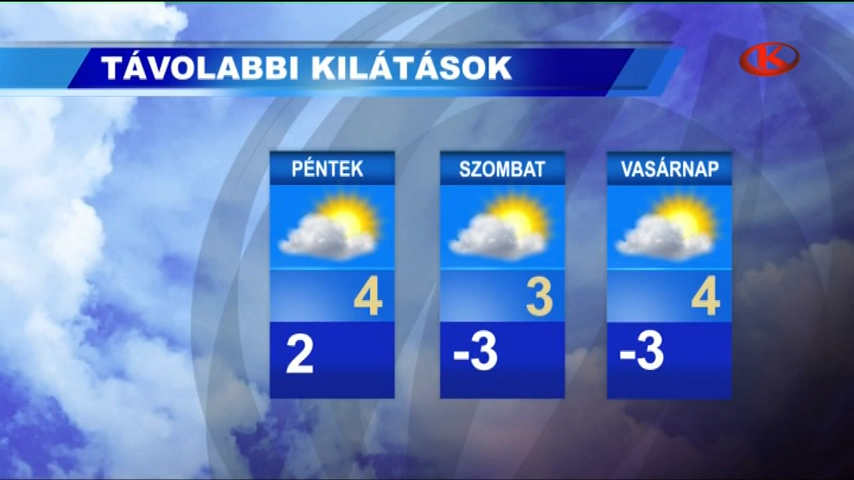 TÁVOLABBI KILÁTÁSOK
K
PÉNTEK SZOMBAT VASÁRNAP
4 3 4
2 -3 -3